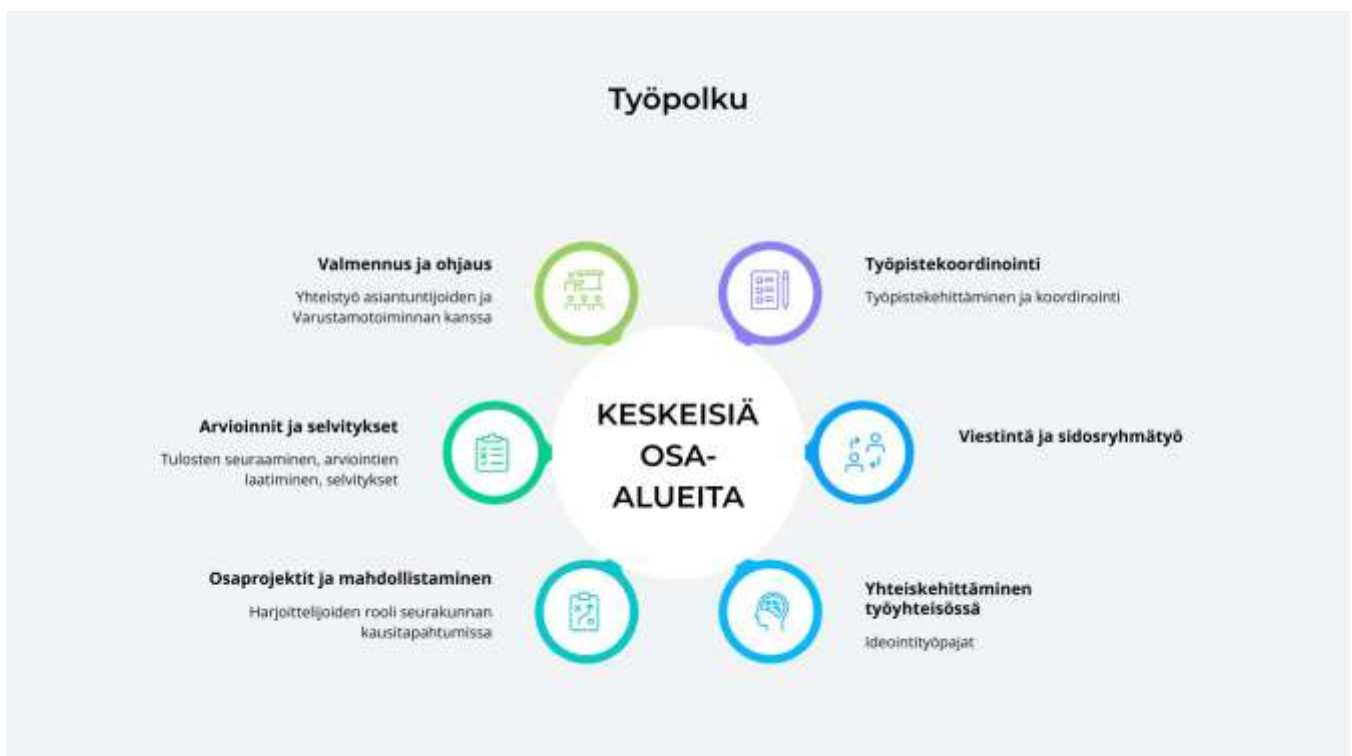 Työpolku
Valmennus ja ohjaus
Yhteistyö asiantuntijoiden ja
Varustamotoiminnan kanssa
Työpistekoordinointi
Työpistekehittäminen ja koordinointi
Arvioinnit ja selvitykset
Tulosten seuraaminen, arviointien
laatiminen, selvitykset
KESKEISIÄ
OSA-
ALUEITA
Viestintä ja sidosryhmätyö
Osaprojektit ja mahdollistaminen
Harjoittelijoiden rooli seurakunnan
kausitapahtumissa
Yhteiskehittäminen
työyhteisössä
Ideointityöpajat